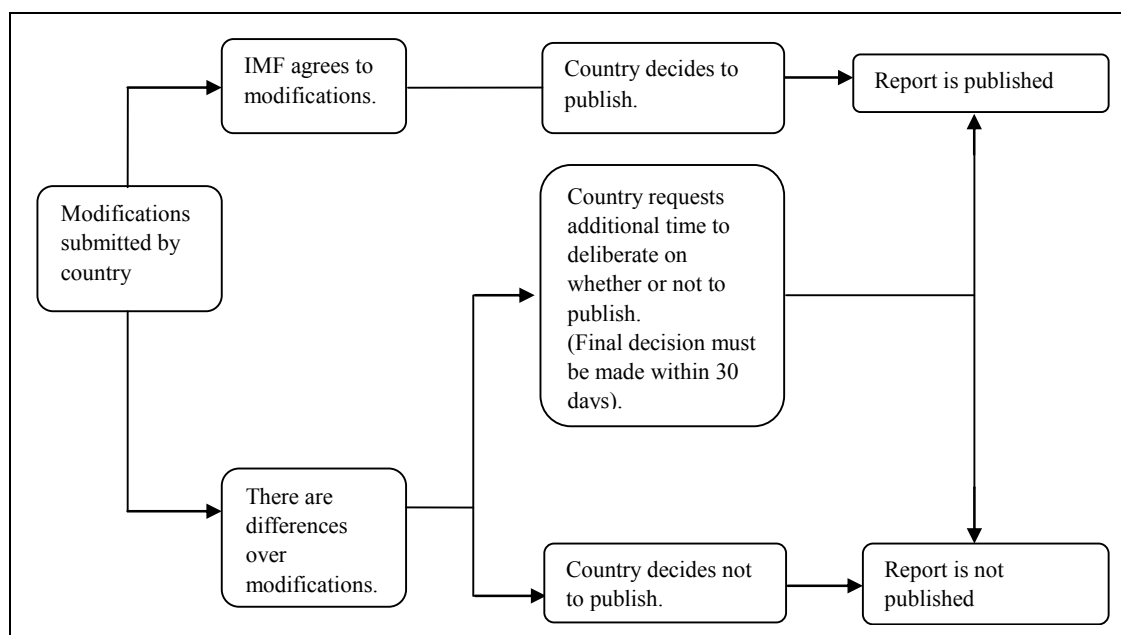 IMF agrees to
modifications.
Country decides to
publish.
Report is published
Modifications
submitted by
country
Country requests
additional time to
deliberate on
whether or not to
publish.
(Final decision must
be made within 30
days).
There are
differences
over
modifications.
Country decides not
to publish.
Report is not
published